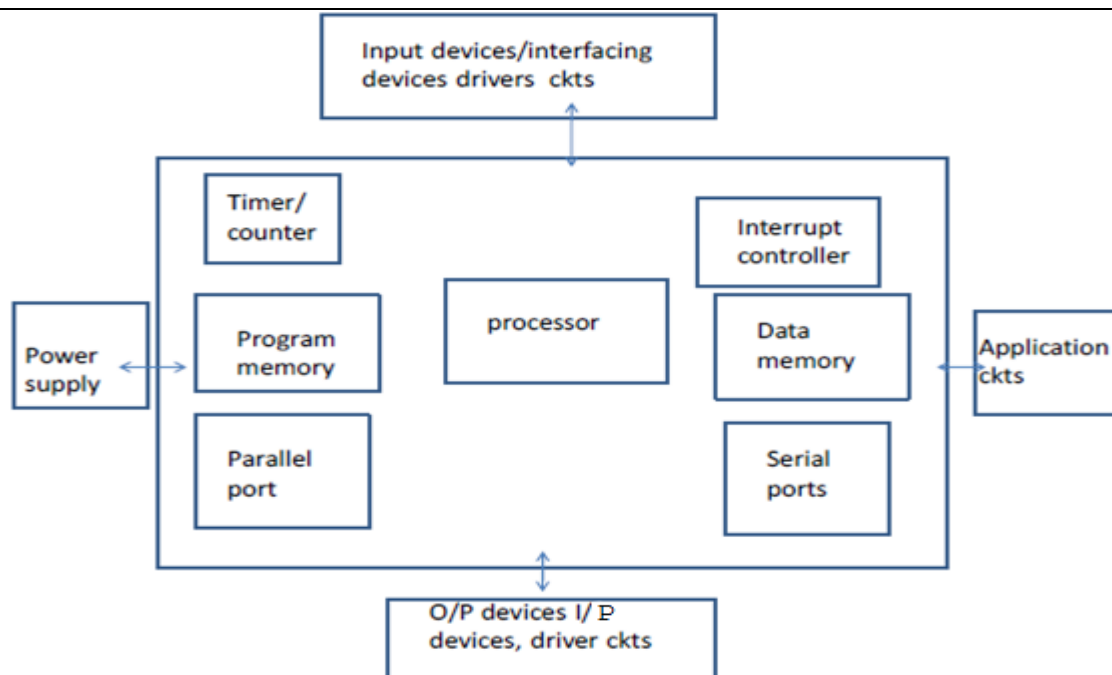 Input devices/interfacing
devices drivers ckts
Timer/
counter
Interrupt
controller
processor
Program
memory
Data
memory
Power
supply
Application
ckts
Parallel
port
Serial
ports
O/P devices I/P
devices, driver ckts